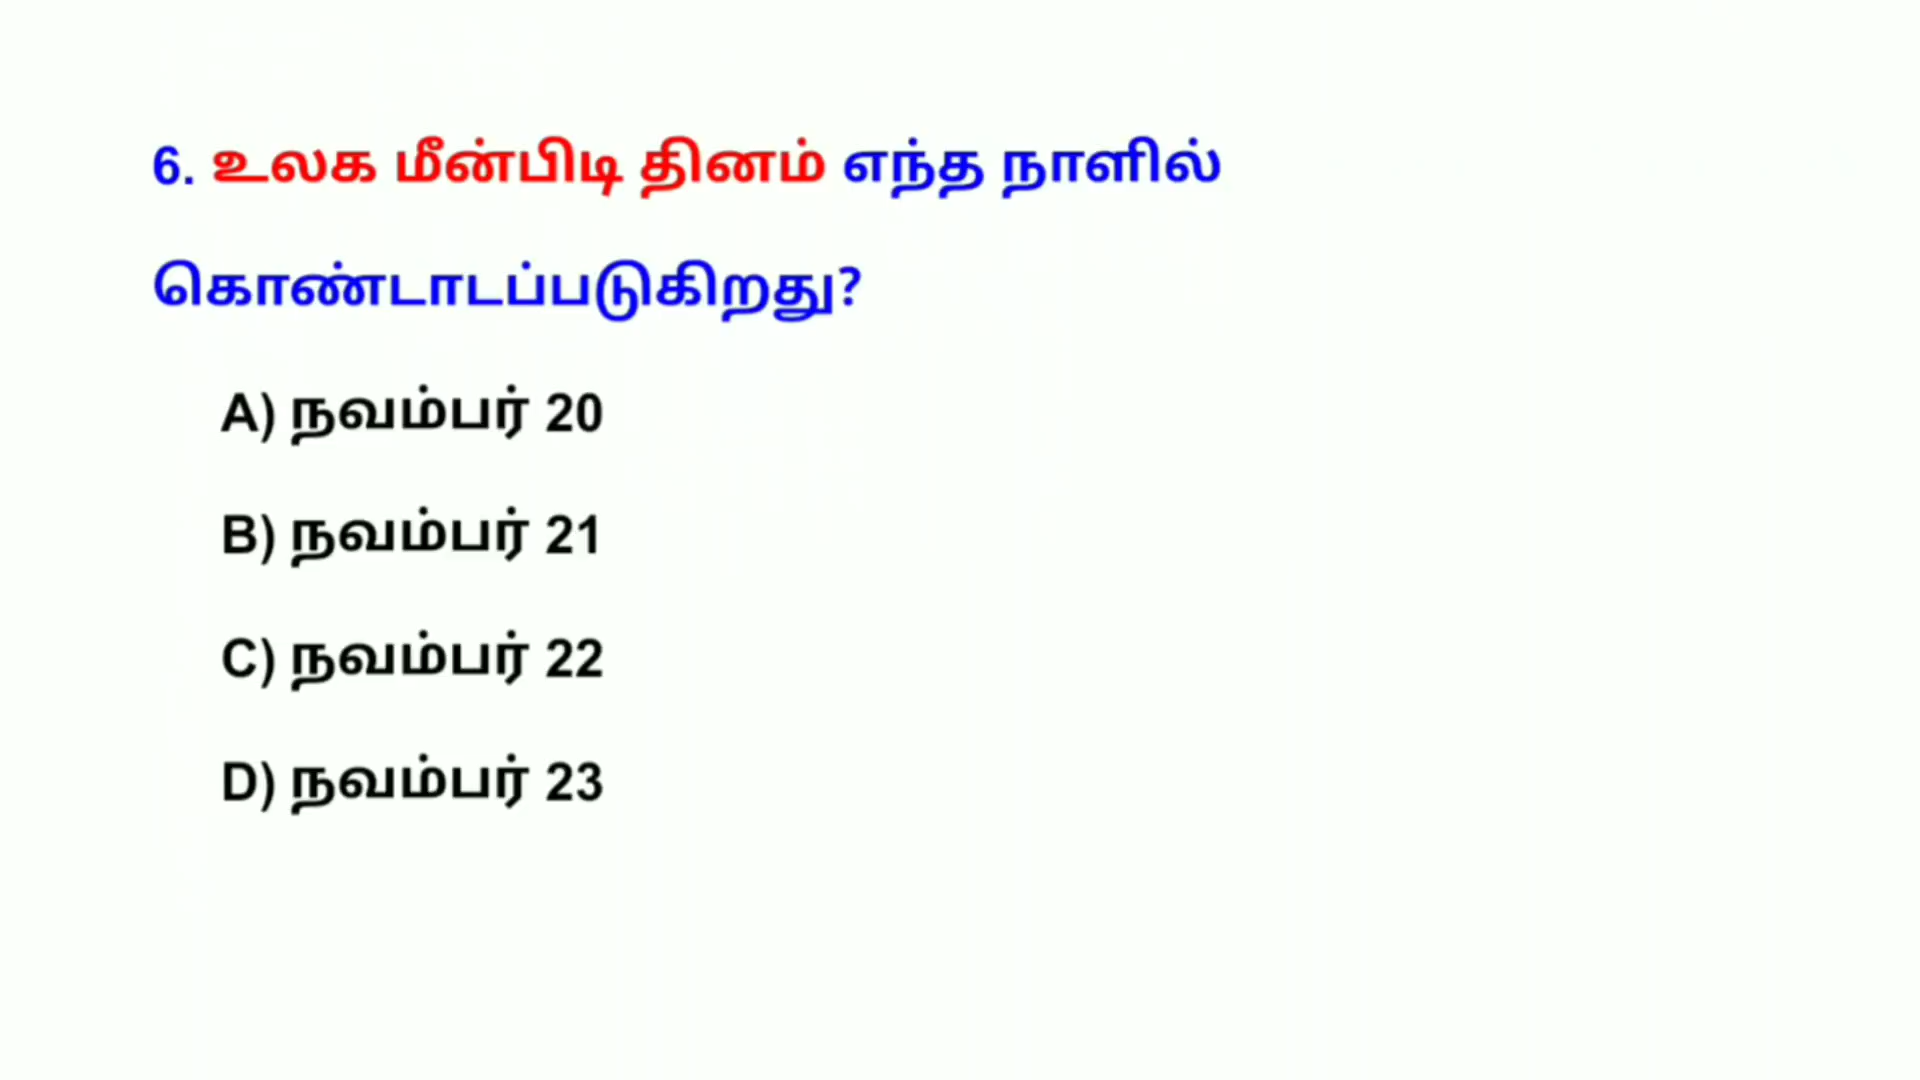 6. உலக மீன்பிடி தினம் எந்த நாளில்
கொண்டாடப்படுகிறது?
A) நவம்பர் 20
B) நவம்பர் 21
C) நவம்பர் 22
D) நவம்பர் 23